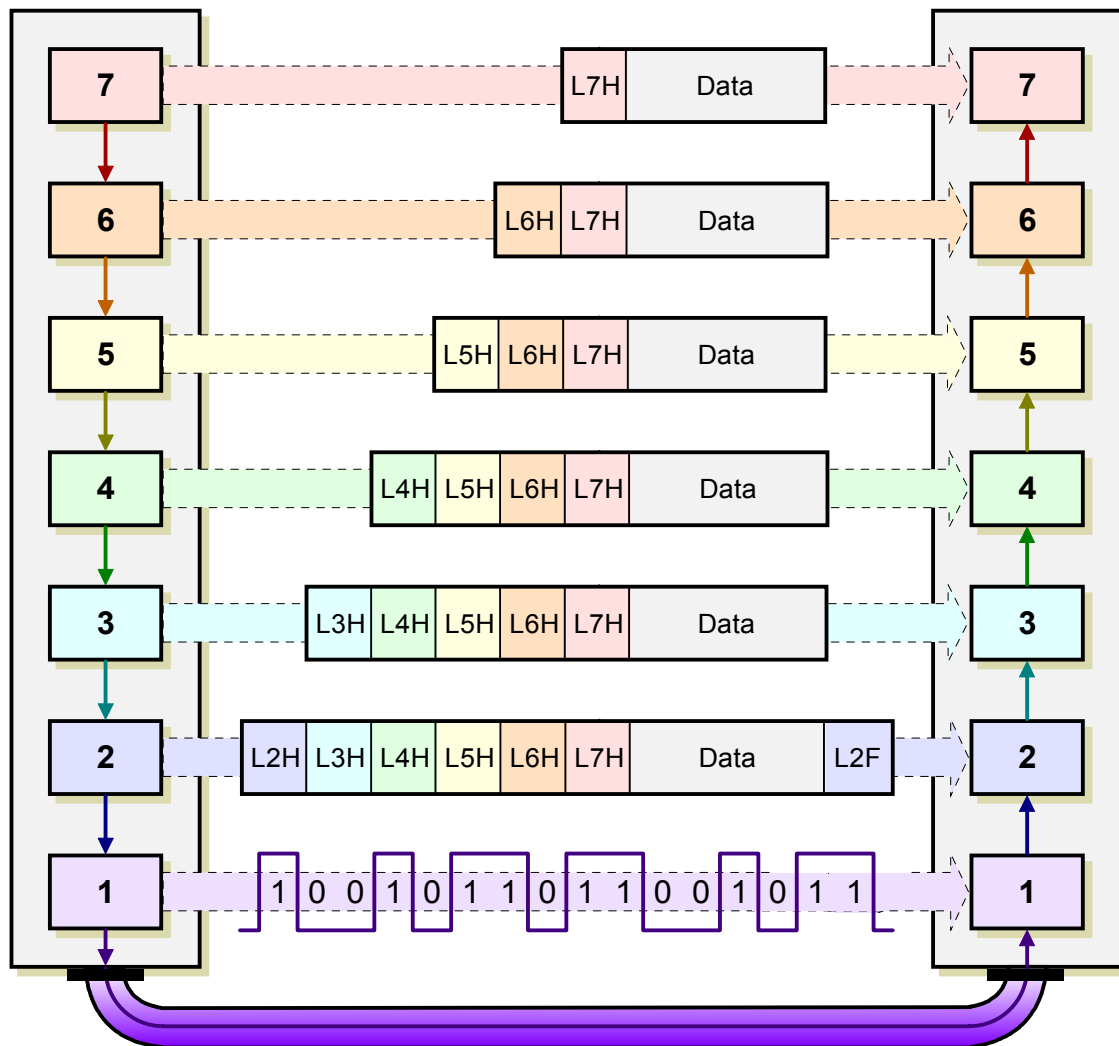 7 L7H Data 7
6 L6H L7H Data 6
5 L5H L6H L7H Data 5
4 L4H L5H L6H L7H Data 4
3 L3H L4H L5H L6H L7H Data 3
2 L2H L3H L4H L5H L6H L7H Data L2F 2
1 1 0 0 1 0 1 1 0 1 1 0 0 1 0 1 1 1